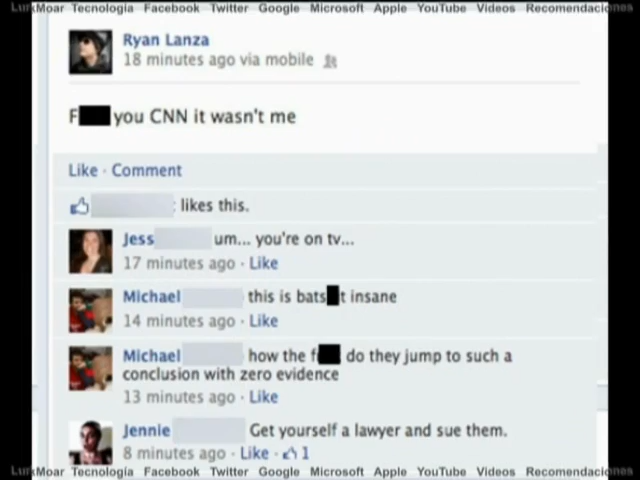 LurkMoar Tecnología Facebook Twitter Google Microsoft Apple YouTube Videos Recomendaciones
Ryan Lanza
18 minutes ago via mobile
F you CNN it wasn't me
Like · Comment
likes this.
Jess um... you're on tv...
17 minutes ago · Like
Michael this is bats t insane
14 minutes ago · Like
Michael how the f do they jump to such a
conclusion with zero evidence
13 minutes ago · Like
Jennie Get yourself a lawyer and sue them.
8 minutes ago · Like · 1
LurkMoar Tecnología Facebook Twitter Google Microsoft Apple YouTube Videos Recomendaciones